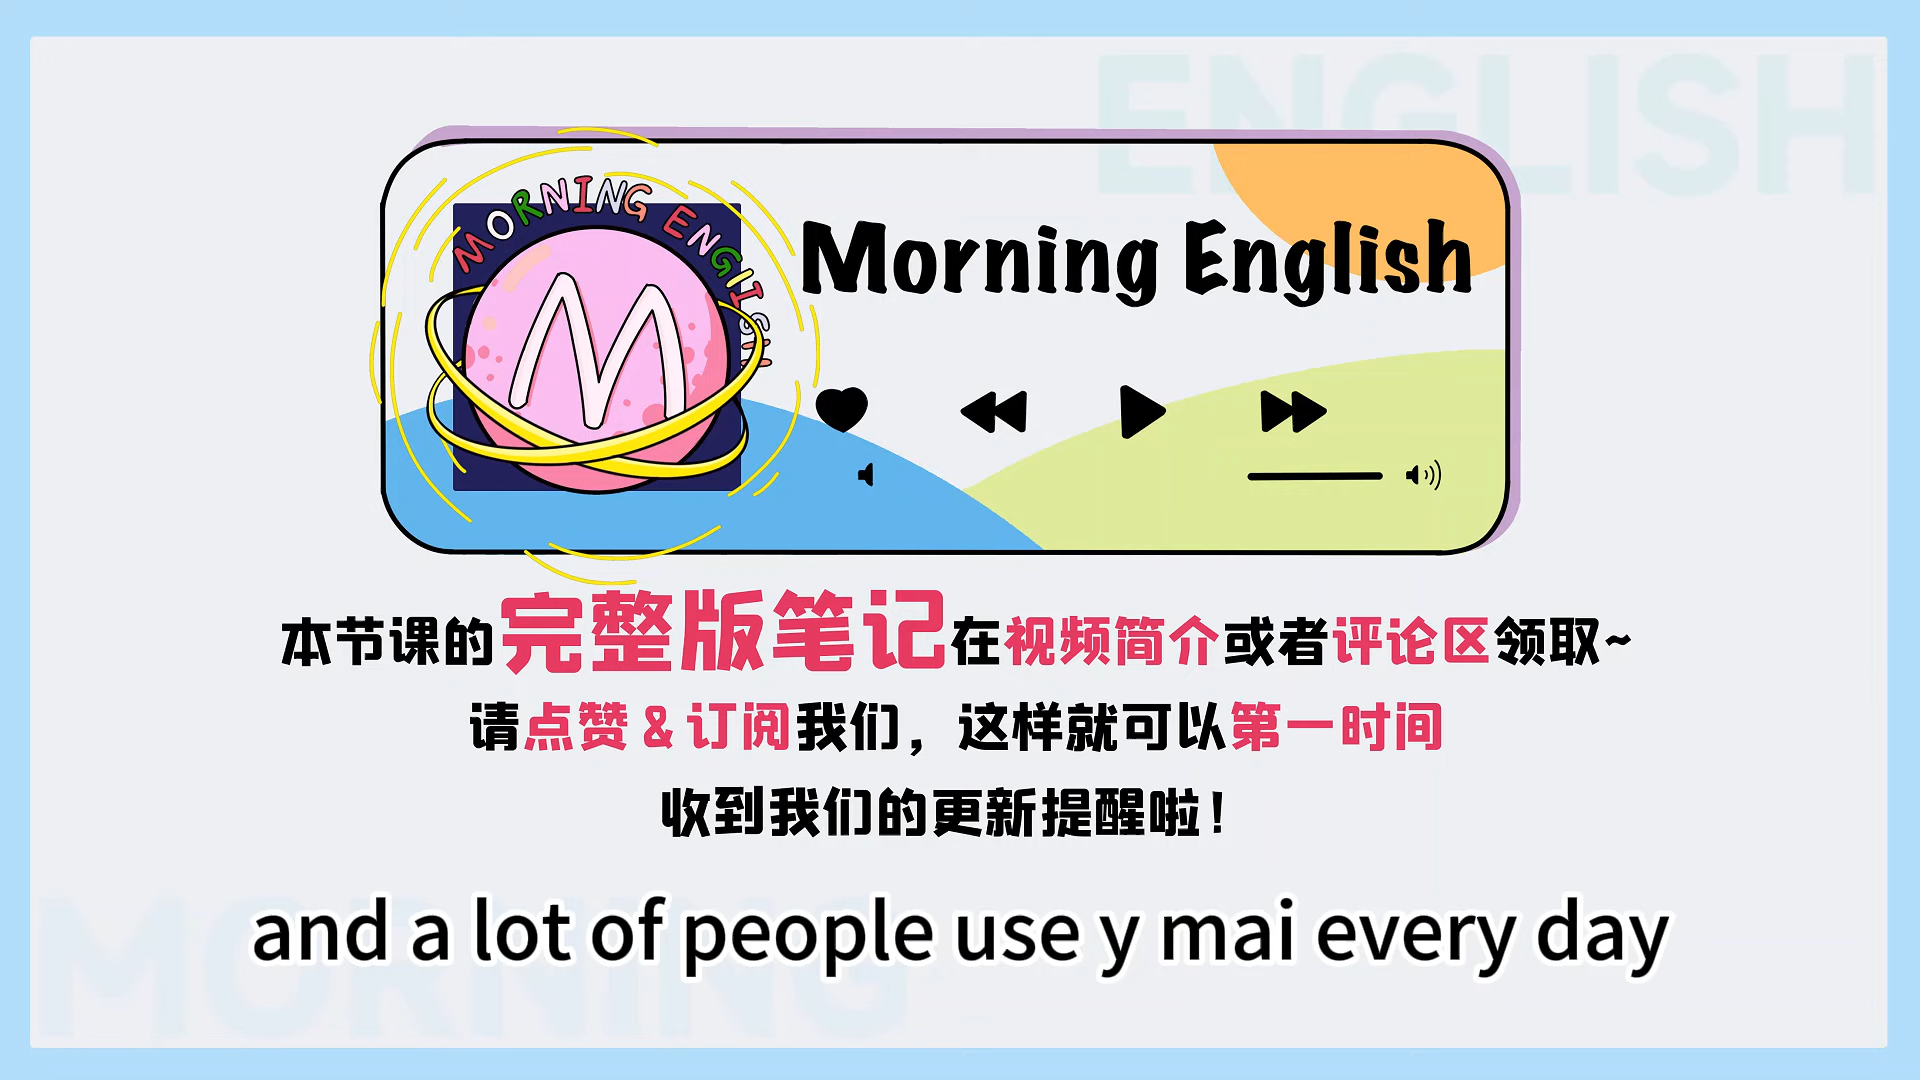 ENGLISH
MORNING ENGLISH
M
Morning English
本节课的完整版笔记在视频简介或者评论区领取~
请点赞&订阅我们，这样就可以第一时间
收到我们的更新提醒啦！
and a lot of people use y mai every day
MORNING